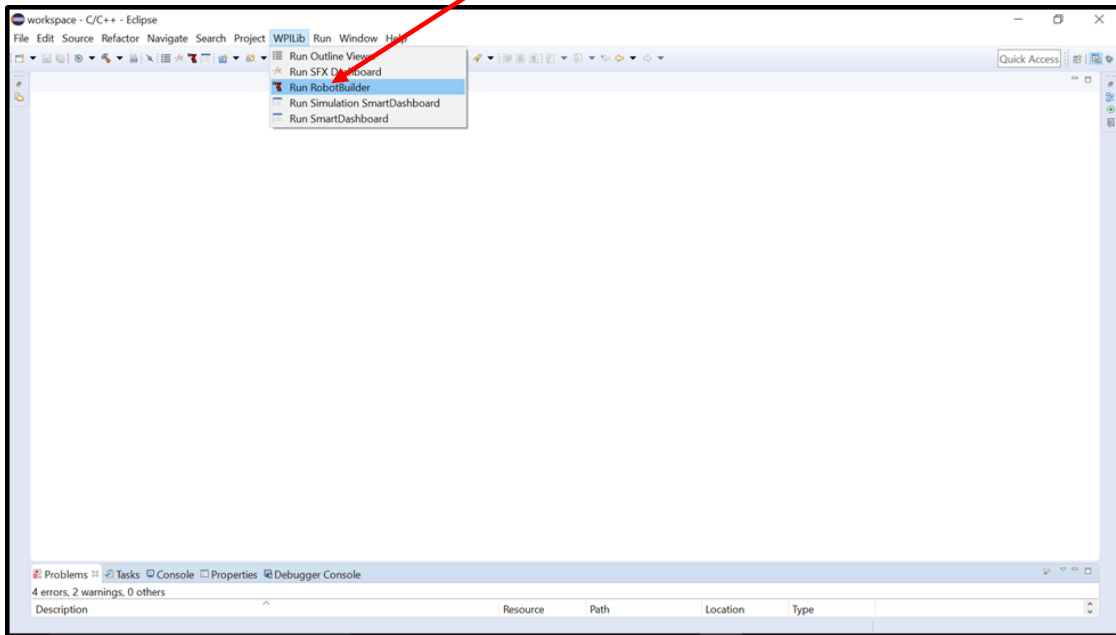 workspace - C/C++ - Eclipse
File Edit Source Refactor Navigate Search Project WPILib Run Window Help
Quick Access
Run Outline Viewer
Run SFX Dashboard
Run RobotBuilder
Run Simulation SmartDashboard
Run SmartDashboard
Problems Tasks Console Properties Debugger Console
4 errors, 2 warnings, 0 others
Description Resource Path Location Type